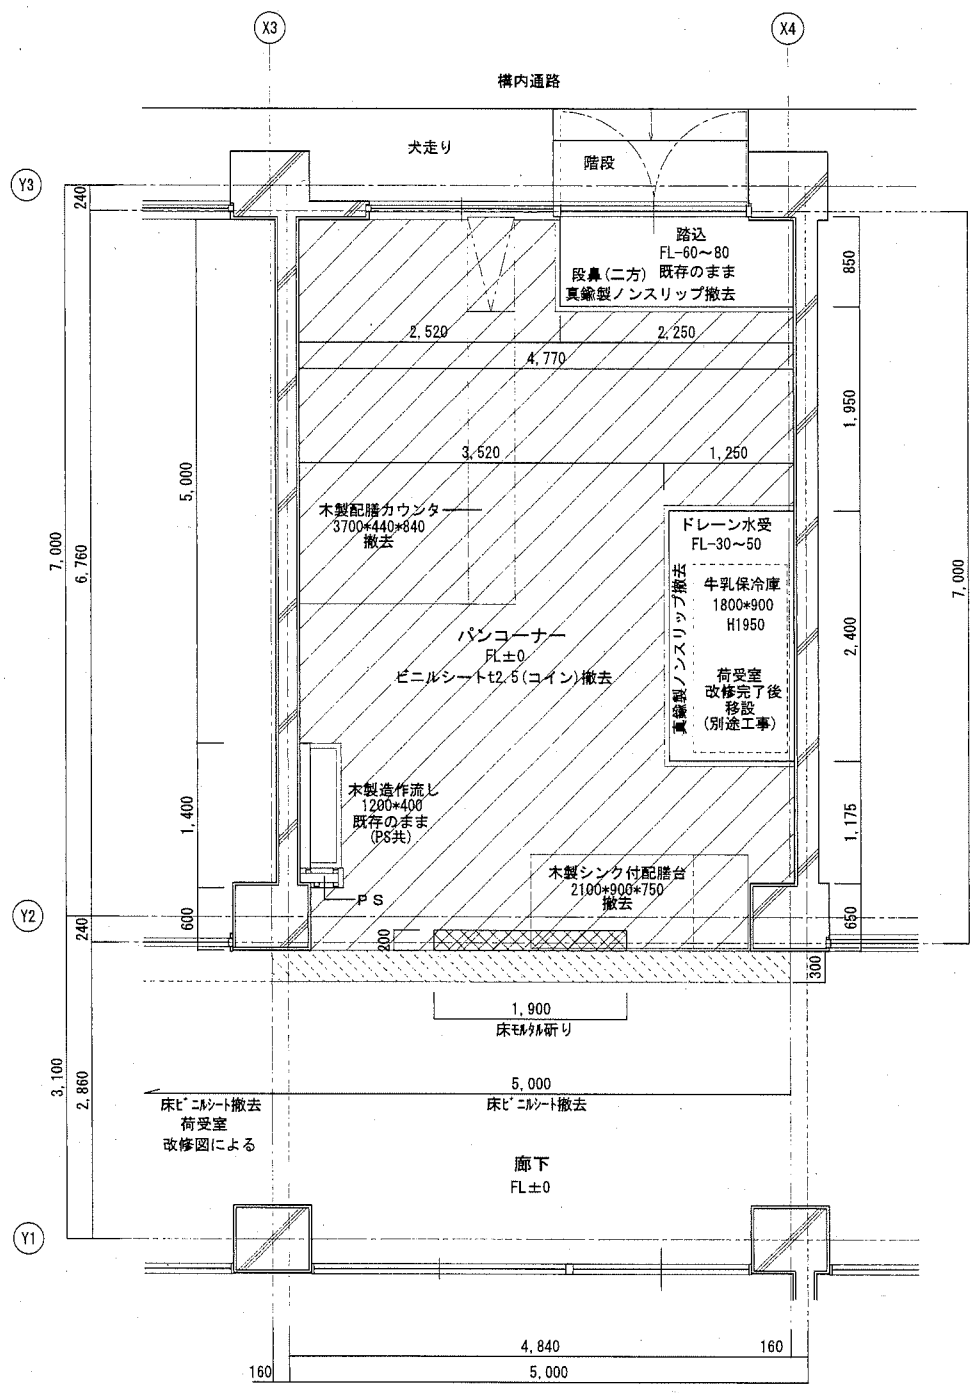 X3
X4
構内通路
犬走り
階段
Y3
240
踏込
FL-60～80
段鼻(二方) 既存のまま
真鍮製ノンスリップ撤去
850
2,520
2,250
4,770
1,950
3,520
1,250
5,000
木製配膳カウンター
3700*440*840
撤去
ドレーン水受
FL-30～50
7,000
6,760
7,000
真鍮製ノンスリップ撤去
牛乳保冷庫
1800*900
H1950
パンコーナー
FL±0
ビニルシートt2.5(コイン)撤去
2,400
荷受室
改修完了後
移設
(別途工事)
木製造作流し
1200*400
既存のまま
(PS共)
1,400
1,175
木製シンク付配膳台
2100*900*750
撤去
PS
Y2
600
650
240
200
300
1,900
床ﾓﾙﾀﾙ斫り
3,100
2,860
5,000
床ﾋﾞﾆﾙｼｰﾄ撤去
床ﾋﾞﾆﾙｼｰﾄ撤去
荷受室
改修図による
廊下
FL±0
Y1
4,840
160
160
5,000